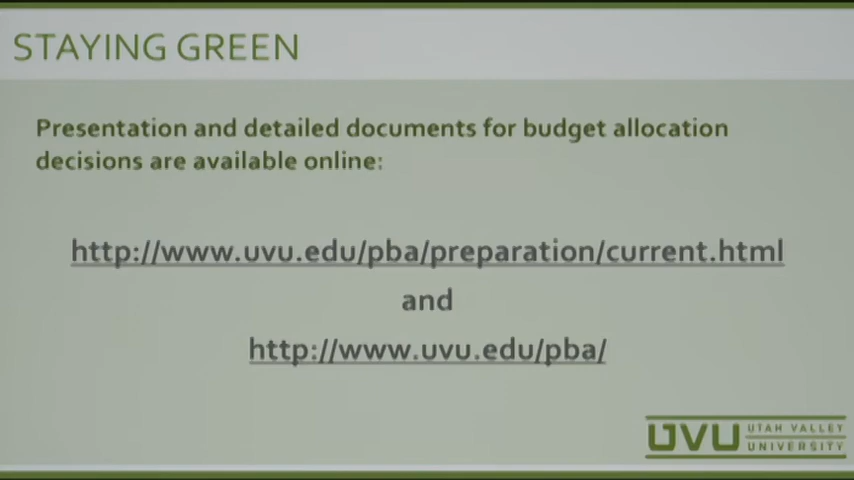 STAYING GREEN
Presentation and detailed documents for budget allocation
decisions are available online:
http://www.uvu.edu/pba/preparation/current.html
and
http://www.uvu.edu/pba/
UVU UTAH VALLEY
UNIVERSITY